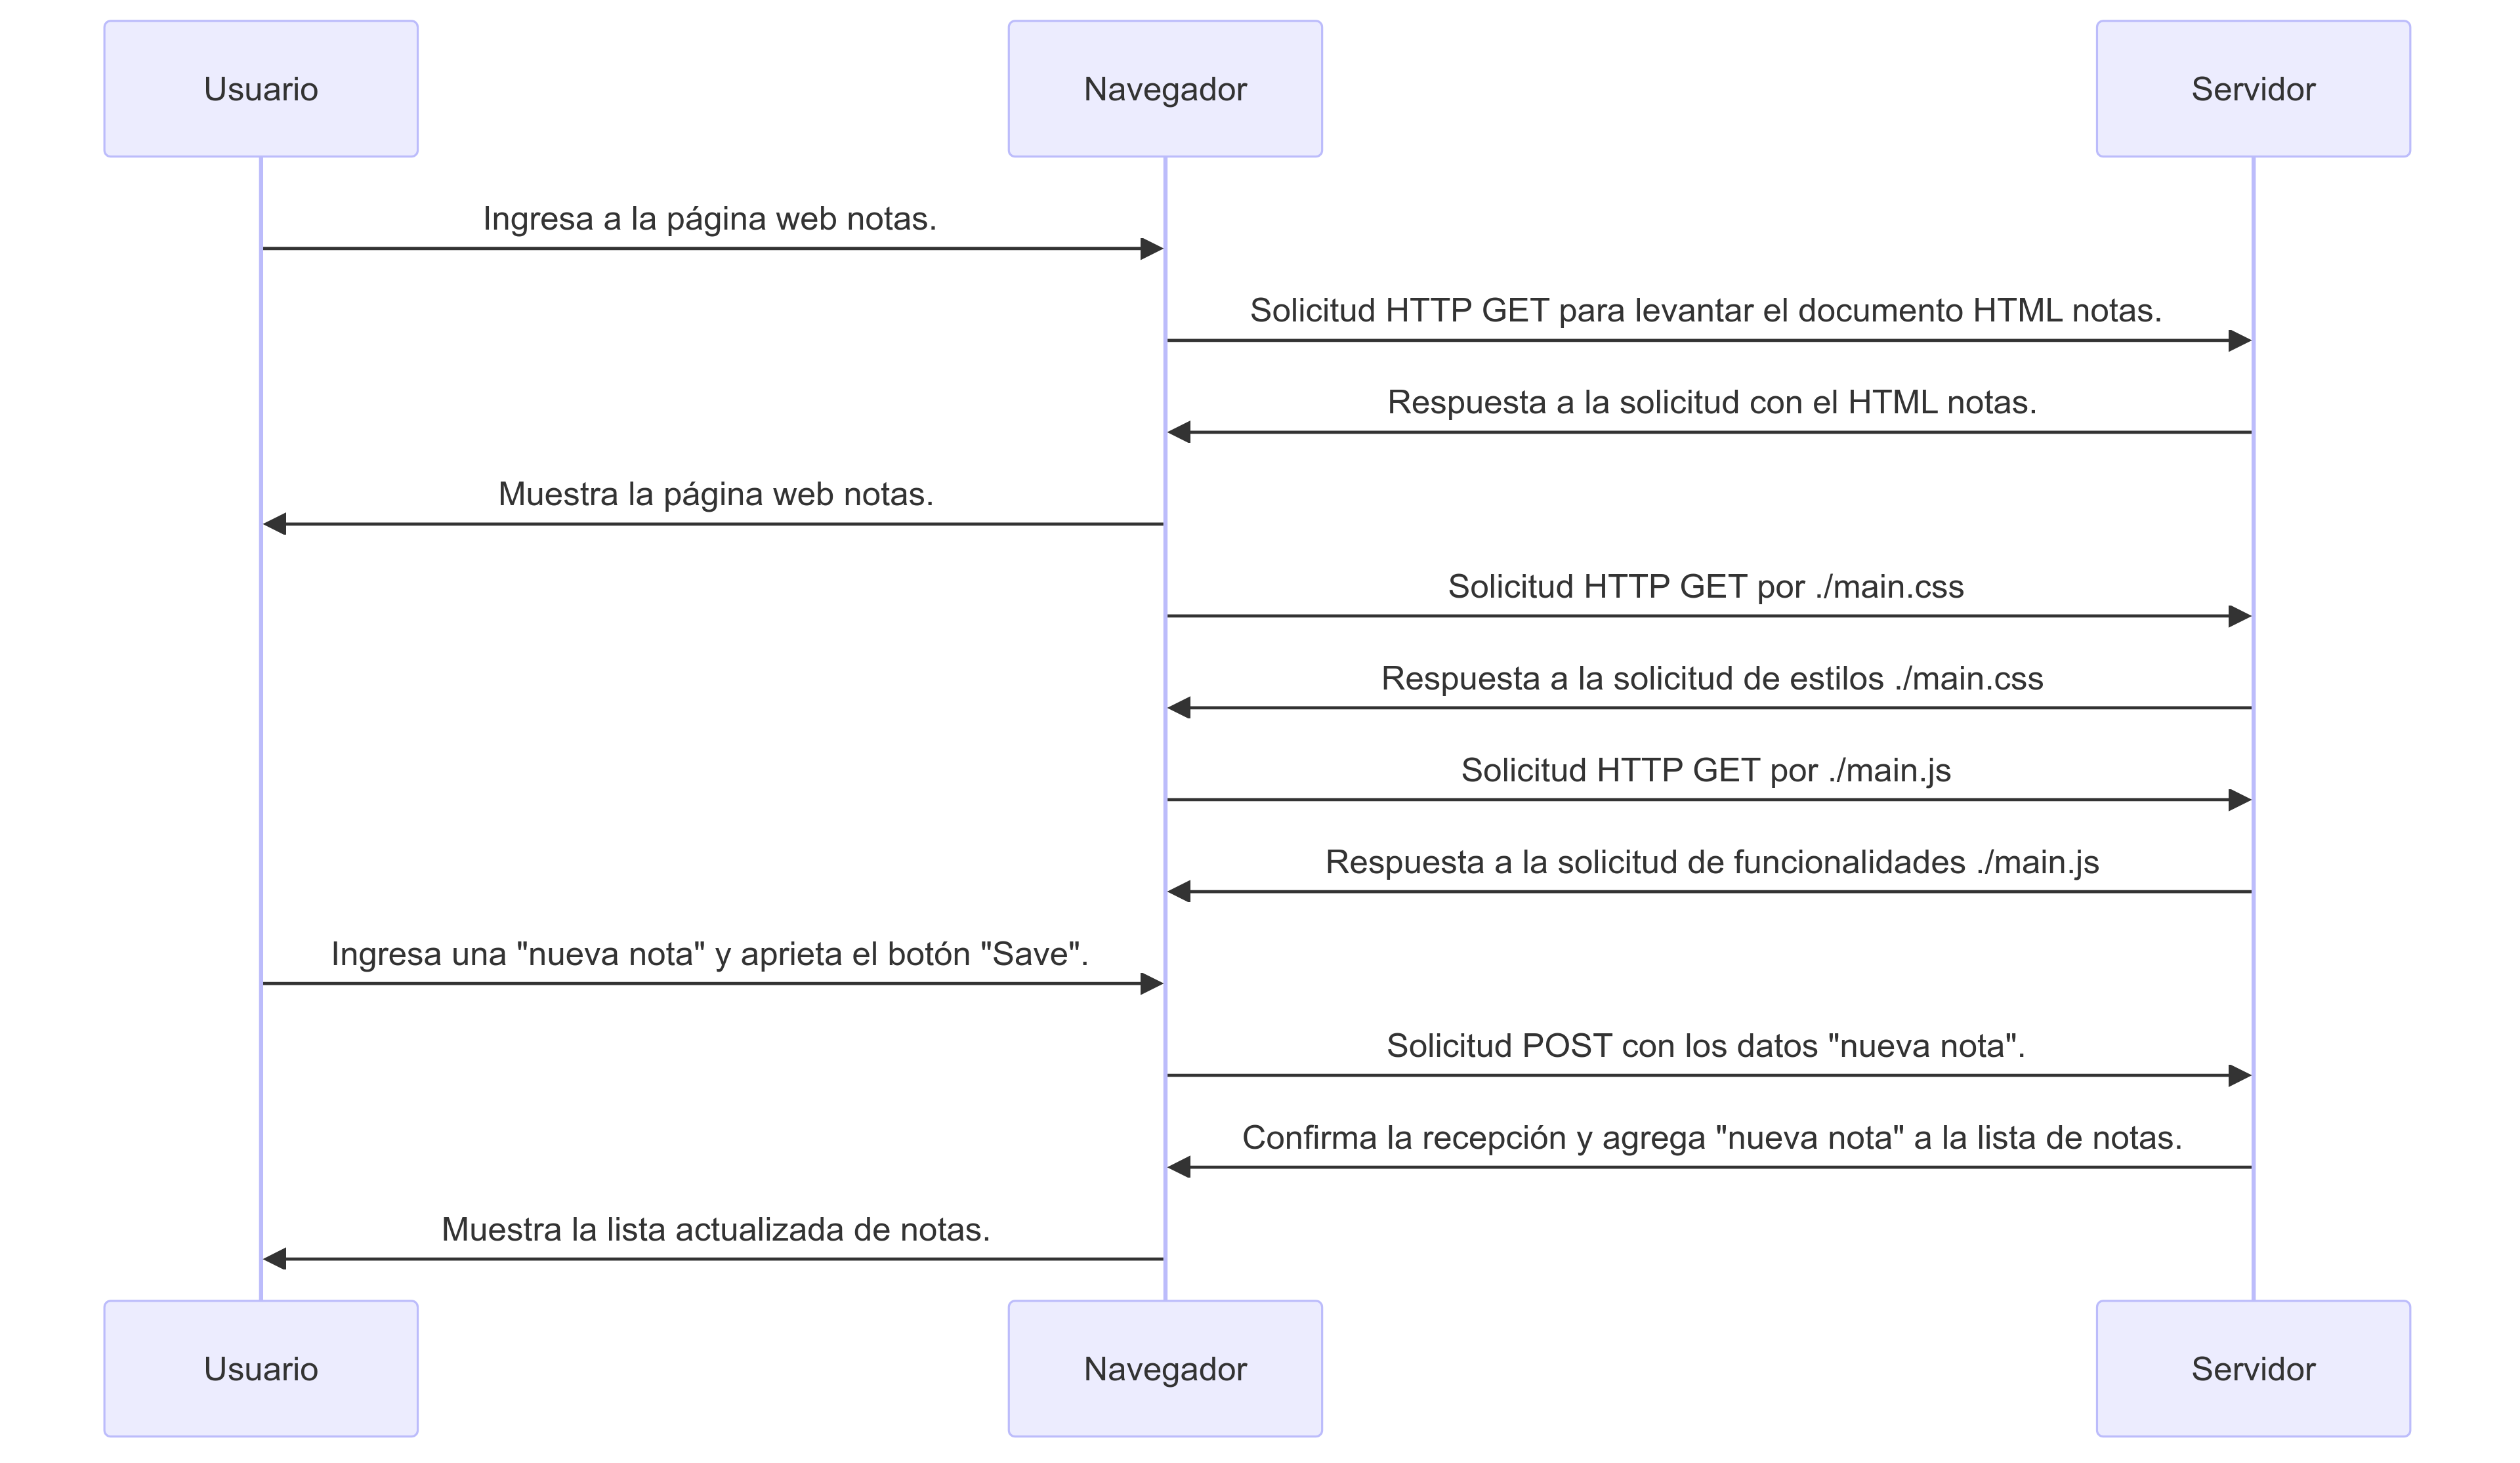 Usuario
Navegador
Servidor
Ingresa a la página web notas.
Solicitud HTTP GET para levantar el documento HTML notas.
Respuesta a la solicitud con el HTML notas.
Muestra la página web notas.
Solicitud HTTP GET por ./main.css
Respuesta a la solicitud de estilos ./main.css
Solicitud HTTP GET por ./main.js
Respuesta a la solicitud de funcionalidades ./main.js
Ingresa una "nueva nota" y aprieta el botón "Save".
Solicitud POST con los datos "nueva nota".
Confirma la recepción y agrega "nueva nota" a la lista de notas.
Muestra la lista actualizada de notas.
Usuario
Navegador
Servidor